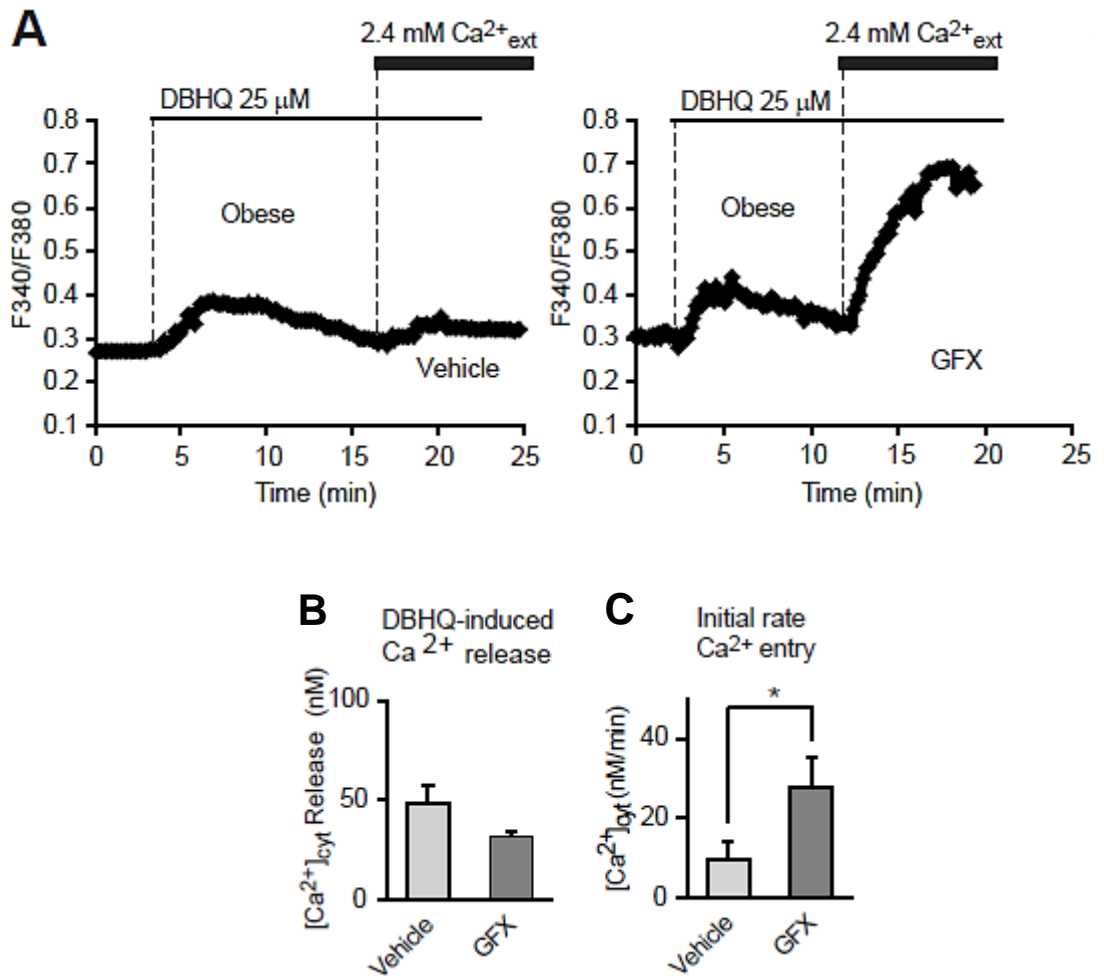 A
2.4 mM Ca2+ext
DBHQ 25 µM
0.8
0.7
0.6
0.5
0.4
0.3
0.2
0.1
F340/F380
Obese
Vehicle
0 5 10 15 20 25
Time (min)
2.4 mM Ca2+ext
DBHQ 25 µM
0.8
0.7
0.6
0.5
0.4
0.3
0.2
0.1
F340/F380
Obese
GFX
0 5 10 15 20 25
Time (min)
B
DBHQ-induced
Ca 2+ release
[Ca2+]cyt Release (nM)
100
50
0
Vehicle
GFX
C
Initial rate
Ca2+ entry
[Ca2+]cyt (nM/min)
40
20
0
*
Vehicle
GFX